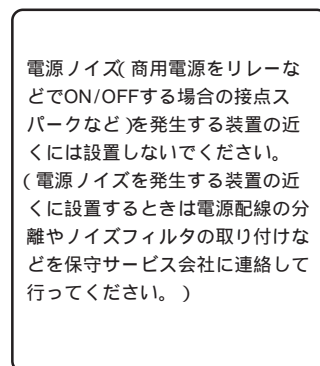 電源ノイズ(商用電源をリレーな
どでON/OFFする場合の接点ス
パークなど)を発生する装置の近
くには設置しないでください。
(電源ノイズを発生する装置の近
くに設置するときは電源配線の分
離やノイズフィルタの取り付けな
どを保守サービス会社に連絡して
行ってください。)